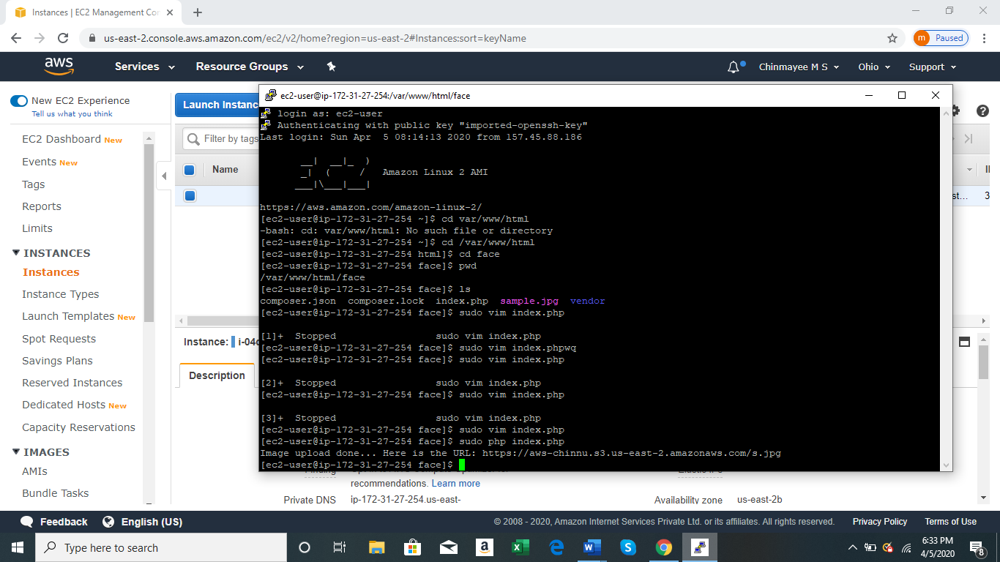 Instances | EC2 Management Con
us-east-2.console.aws.amazon.com/ec2/v2/home?region=us-east-2#Instances:sort=keyName
m Paused
aws Services Resource Groups Chinmayee M S Ohio Support
New EC2 Experience
Tell us what you think
EC2 Dashboard New
Events New
Tags
Reports
Limits
INSTANCES
Instances
Instance Types
Launch Templates New
Spot Requests
Savings Plans
Reserved Instances
Dedicated Hosts New
Capacity Reservations
IMAGES
AMIs
Bundle Tasks
Launch Instanc
Filter by tags
Name
st... 3
Instance: i-04c
Description
ec2-user@ip-172-31-27-254:/var/www/html/face
login as: ec2-user
Authenticating with public key "imported-openssh-key"
Last login: Sun Apr  5 08:14:13 2020 from 157.45.88.186
__|  __|_  )
_|  (     /   Amazon Linux 2 AMI
___|\___|___|
https://aws.amazon.com/amazon-linux-2/
[ec2-user@ip-172-31-27-254 ~]$ cd var/www/html
-bash: cd: var/www/html: No such file or directory
[ec2-user@ip-172-31-27-254 ~]$ cd /var/www/html
[ec2-user@ip-172-31-27-254 html]$ cd face
[ec2-user@ip-172-31-27-254 face]$ pwd
/var/www/html/face
[ec2-user@ip-172-31-27-254 face]$ ls
composer.json  composer.lock  index.php  sample.jpg  vendor
[ec2-user@ip-172-31-27-254 face]$ sudo vim index.php
[1]+  Stopped                 sudo vim index.php
[ec2-user@ip-172-31-27-254 face]$ sudo vim index.phpwq
[ec2-user@ip-172-31-27-254 face]$ sudo vim index.php
[2]+  Stopped                 sudo vim index.php
[ec2-user@ip-172-31-27-254 face]$ sudo vim index.php
[3]+  Stopped                 sudo vim index.php
[ec2-user@ip-172-31-27-254 face]$ sudo vim index.php
[ec2-user@ip-172-31-27-254 face]$ sudo php index.php
Image upload done... Here is the URL: https://aws-chinnu.s3.us-east-2.amazonaws.com/s.jpg
[ec2-user@ip-172-31-27-254 face]$
recommendations. Learn more
Private DNS ip-172-31-27-254.us-east- Availability zone us-east-2b
Feedback English (US) © 2008 - 2020, Amazon Internet Services Private Ltd. or its affiliates. All rights reserved. Privacy Policy Terms of Use
Type here to search
6:33 PM
4/5/2020
8